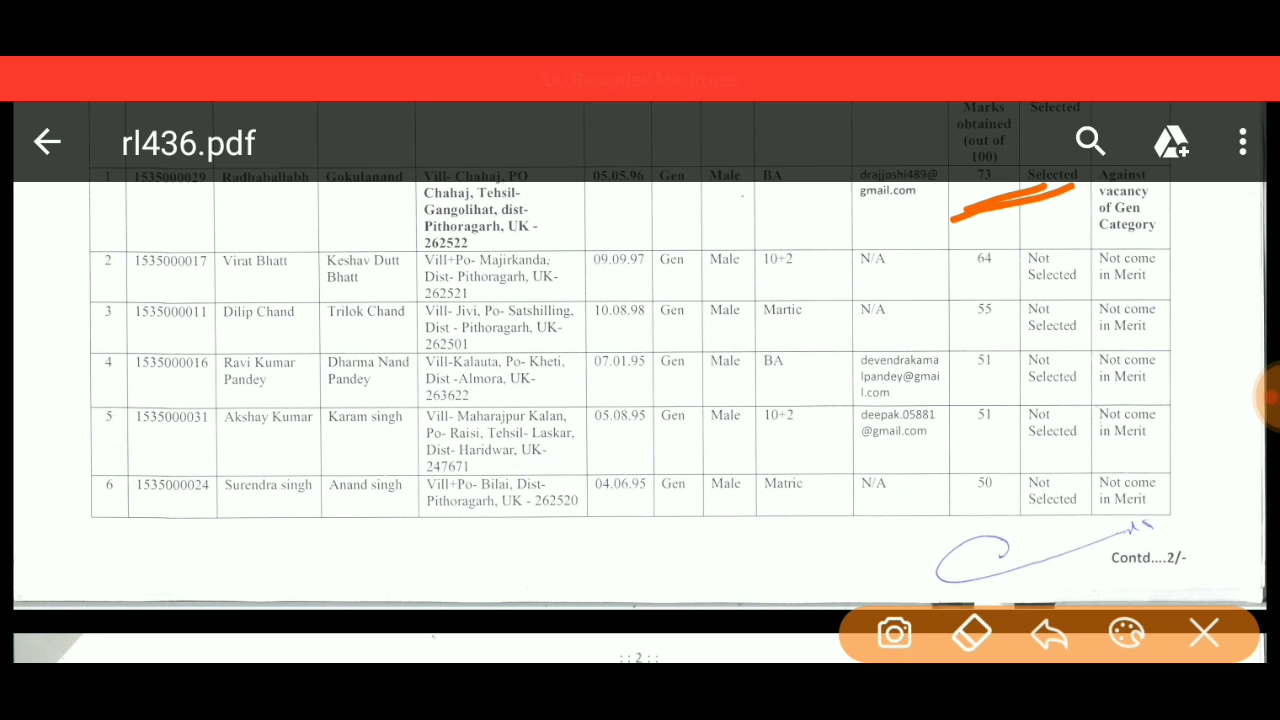 "DU Recorder" Mic in use.
rl436.pdf
Marks obtained (out of 100) Selected
1 1535000029 Radhaballabh Gokulanand Vill- Chahaj, PO Chahaj, Tehsil- Gangolihat, dist- Pithoragarh, UK - 262522 05.05.96 Gen Male BA drajjoshi489@gmail.com 73 Selected Against vacancy of Gen Category
2 1535000017 Virat Bhatt Keshav Dutt Bhatt Vill+Po- Majirkanda, Dist- Pithoragarh, UK- 262521 09.09.97 Gen Male 10+2 N/A 64 Not Selected Not come in Merit
3 1535000011 Dilip Chand Trilok Chand Vill- Jivi, Po- Satshilling, Dist - Pithoragarh, UK- 262501 10.08.98 Gen Male Martic N/A 55 Not Selected Not come in Merit
4 1535000016 Ravi Kumar Pandey Dharma Nand Pandey Vill-Kalauta, Po- Kheti, Dist -Almora, UK- 263622 07.01.95 Gen Male BA devendrakamalpandey@gmail.com 51 Not Selected Not come in Merit
5 1535000031 Akshay Kumar Karam singh Vill- Maharajpur Kalan, Po- Raisi, Tehsil- Laskar, Dist- Haridwar, UK- 247671 05.08.95 Gen Male 10+2 deepak.05881@gmail.com 51 Not Selected Not come in Merit
6 1535000024 Surendra singh Anand singh Vill+Po- Bilai, Dist- Pithoragarh, UK - 262520 04.06.95 Gen Male Matric N/A 50 Not Selected Not come in Merit
Contd....2/-
: : 2 : :